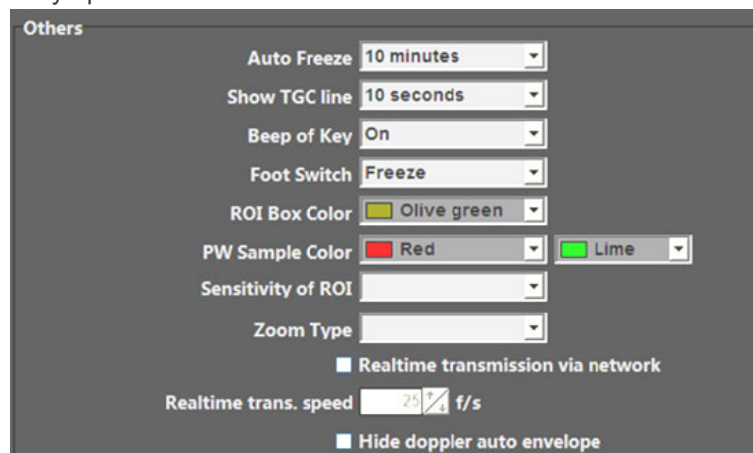 Others
Auto Freeze 10 minutes
Show TGC line 10 seconds
Beep of Key On
Foot Switch Freeze
ROI Box Color Olive green
PW Sample Color Red Lime
Sensitivity of ROI
Zoom Type
Realtime transmission via network
Realtime trans. speed 25 f/s
Hide doppler auto envelope